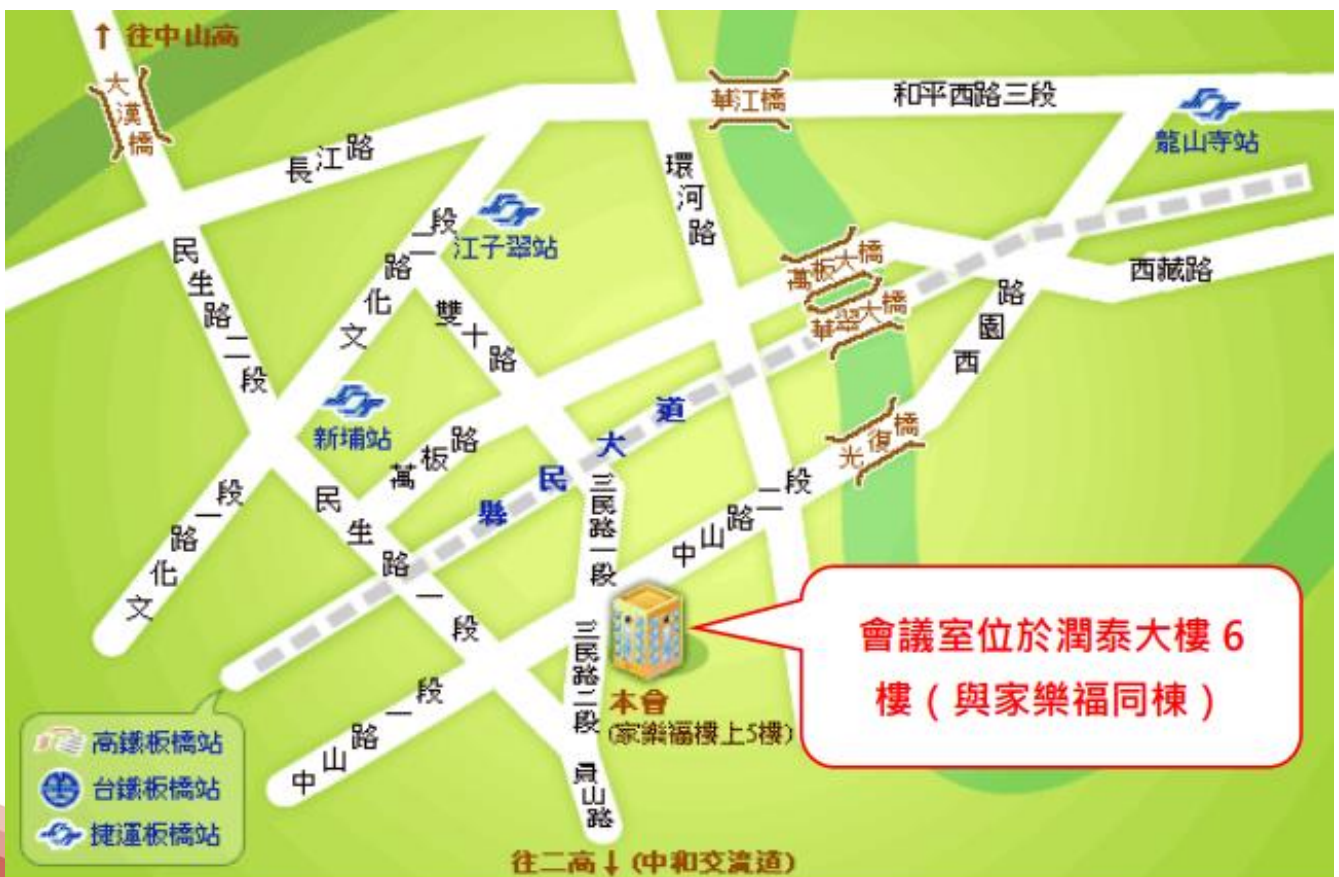 ↑ 往中山高
大漢橋
華江橋
和平西路三段
龍山寺站
長江路
環河路
江子翠站
文化路二段
民生路二段
雙十路
萬板大橋
華翠大橋
西藏路
西園路
新埔站
萬板路
縣民大道
光復橋
民生路一段
文化路一段
三民路一段
中山路二段
三民路二段
中山路一段
本會
(家樂福樓上5樓)
會議室位於潤泰大樓 6
樓（與家樂福同棟）
員山路
高鐵板橋站
台鐵板橋站
捷運板橋站
往二高↓(中和交流道)